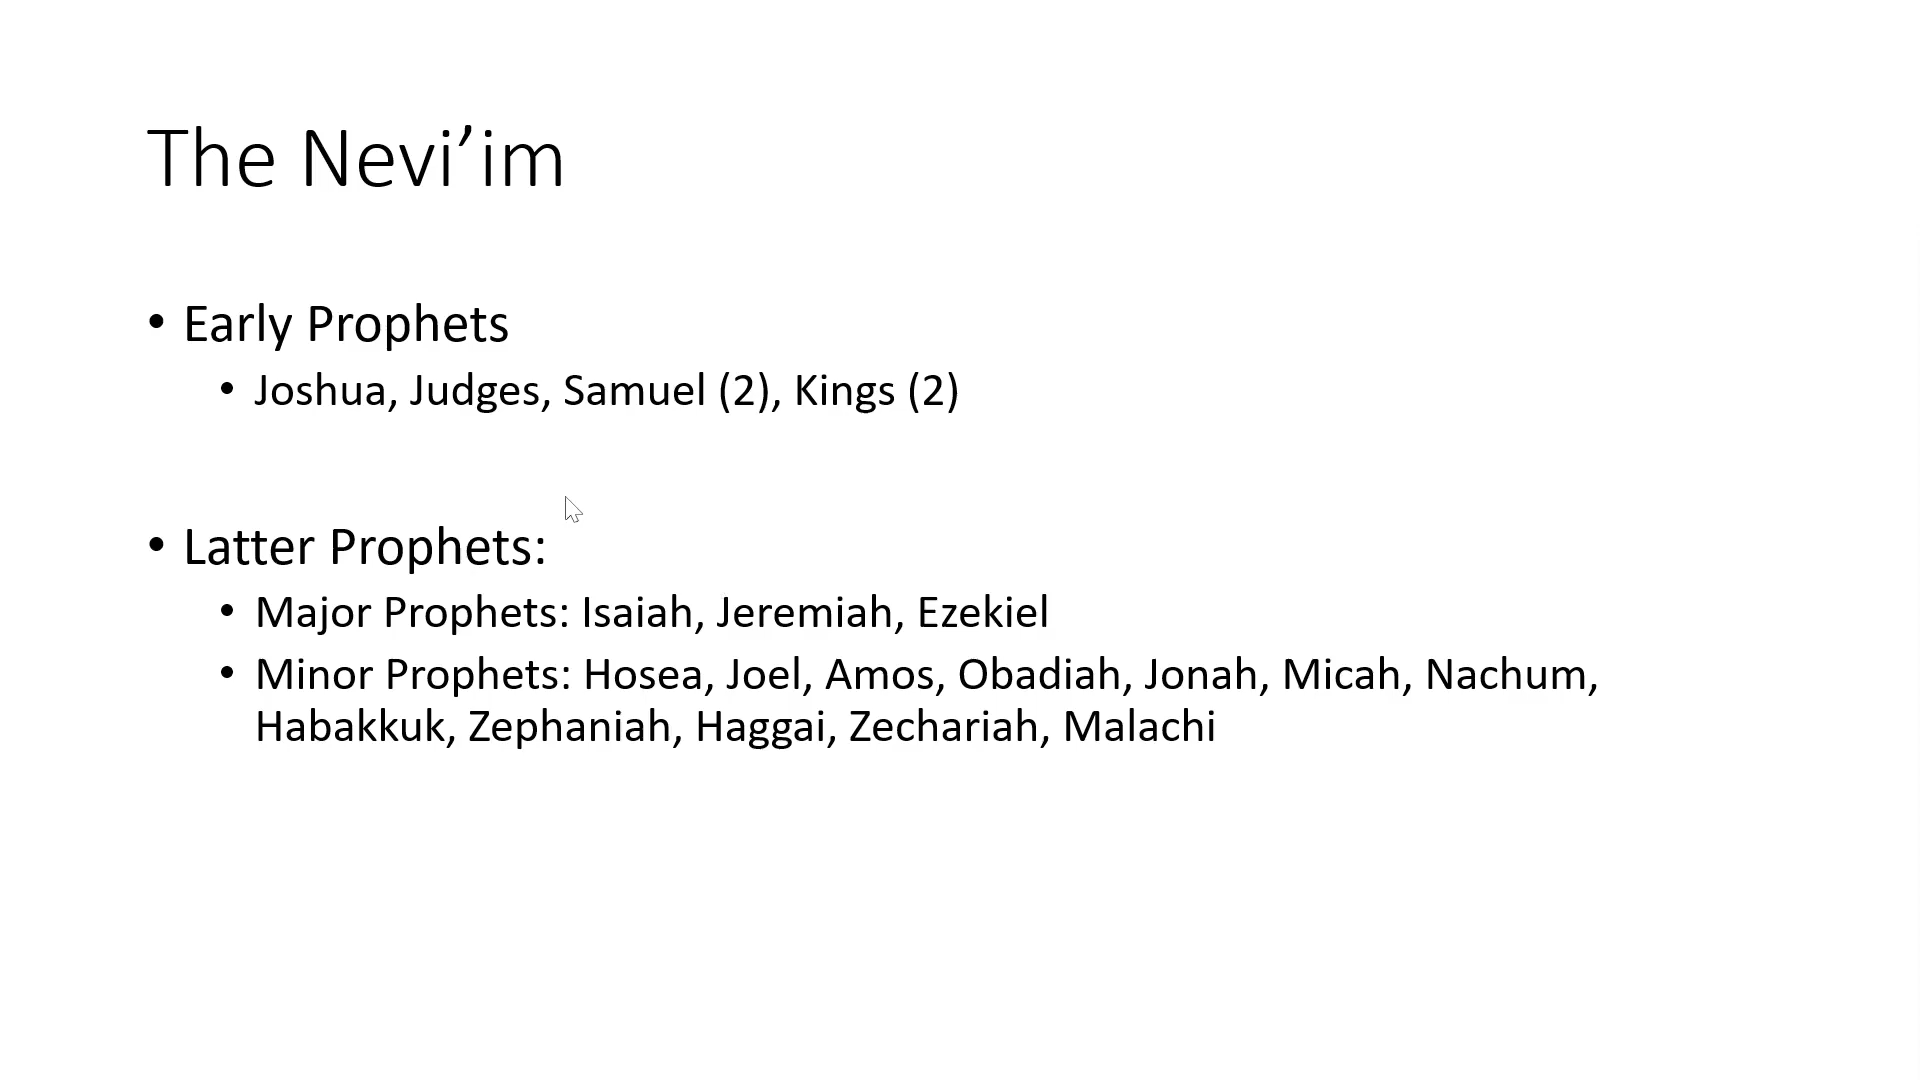 The Nevi’im
• Early Prophets
• Joshua, Judges, Samuel (2), Kings (2)
• Latter Prophets:
• Major Prophets: Isaiah, Jeremiah, Ezekiel
• Minor Prophets: Hosea, Joel, Amos, Obadiah, Jonah, Micah, Nachum,
Habakkuk, Zephaniah, Haggai, Zechariah, Malachi